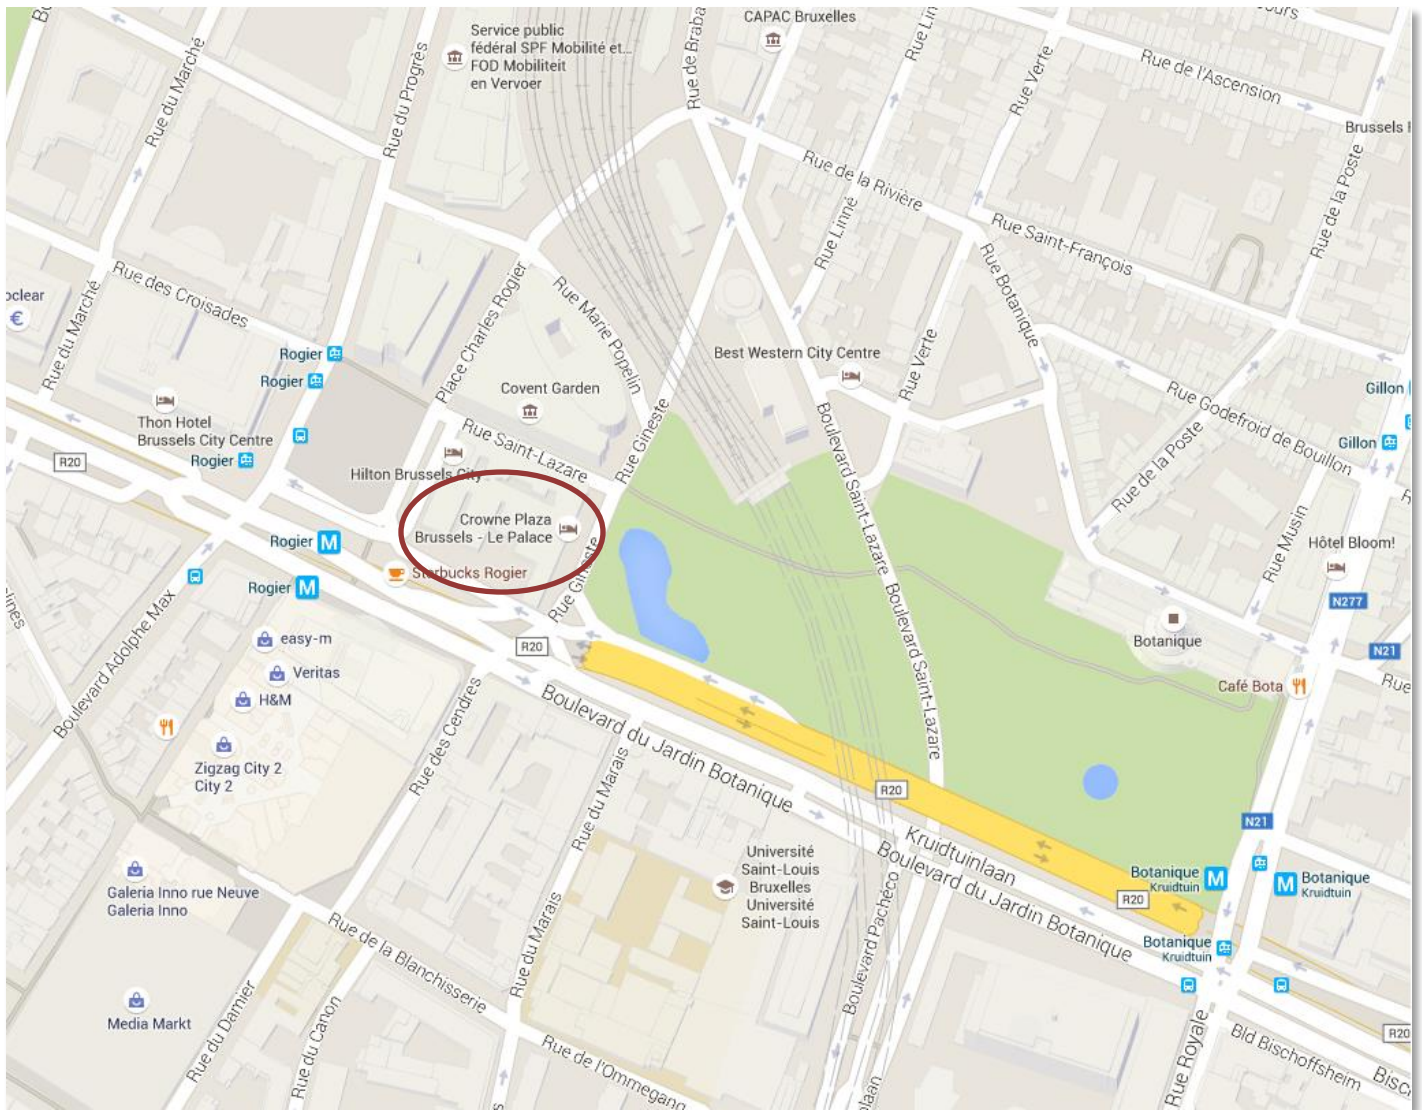 Service public
fédéral SPF Mobilité et...
FOD Mobiliteit
en Vervoer
CAPAC Bruxelles
Rue du Marché
Rue du Progrès
Rue de Braba
Rue Lin
Rue Verte
Rue de l'Ascension
Brussels
Rue de la Poste
Rue de la Rivière
Rue Linné
Rue Saint-François
Rue Botanique
Rue des Croisades
oclear
€
Rue du Marché
Place Charles Rogier
Rue Marie Popelin
Rogier
Rogier
Best Western City Centre
Rue Verte
Covent Garden
Thon Hotel
Brussels City Centre
Rogier
R20
Rue Saint-Lazare
Rue Gineste
Hilton Brussels City
Boulevard Saint-Lazare
Rue Godefroid de Bouillon
Gillon
Gillon
Rue de la Poste
Crowne Plaza
Brussels - Le Palace
Rogier M
Starbucks Rogier
Rogier M
Rue Gineste
Rue Musin
Hôtel Bloom!
N277
Botanique
N21
Rue
Café Bota
Boulevard Saint-Lazare
Boulevard Adolphe Max
easy-m
Veritas
H&M
R20
Zigzag City 2
City 2
Rue des Cendres
Boulevard du Jardin Botanique
Rue du Marais
R20
N21
Kruidtuinlaan
Boulevard du Jardin Botanique
Université
Saint-Louis
Bruxelles
Université
Saint-Louis
Botanique
Kruidtuin
M
M
Botanique
Kruidtuin
R20
Botanique
Kruidtuin
Galeria Inno rue Neuve
Galeria Inno
Rue de la Blanchisserie
Rue du Marais
Boulevard Pachéco
Media Markt
Rue du Damier
Rue du Canon
Rue de l'Ommegang
olaan
Rue Royale
Bld Bischoffsheim
R20
Bisc